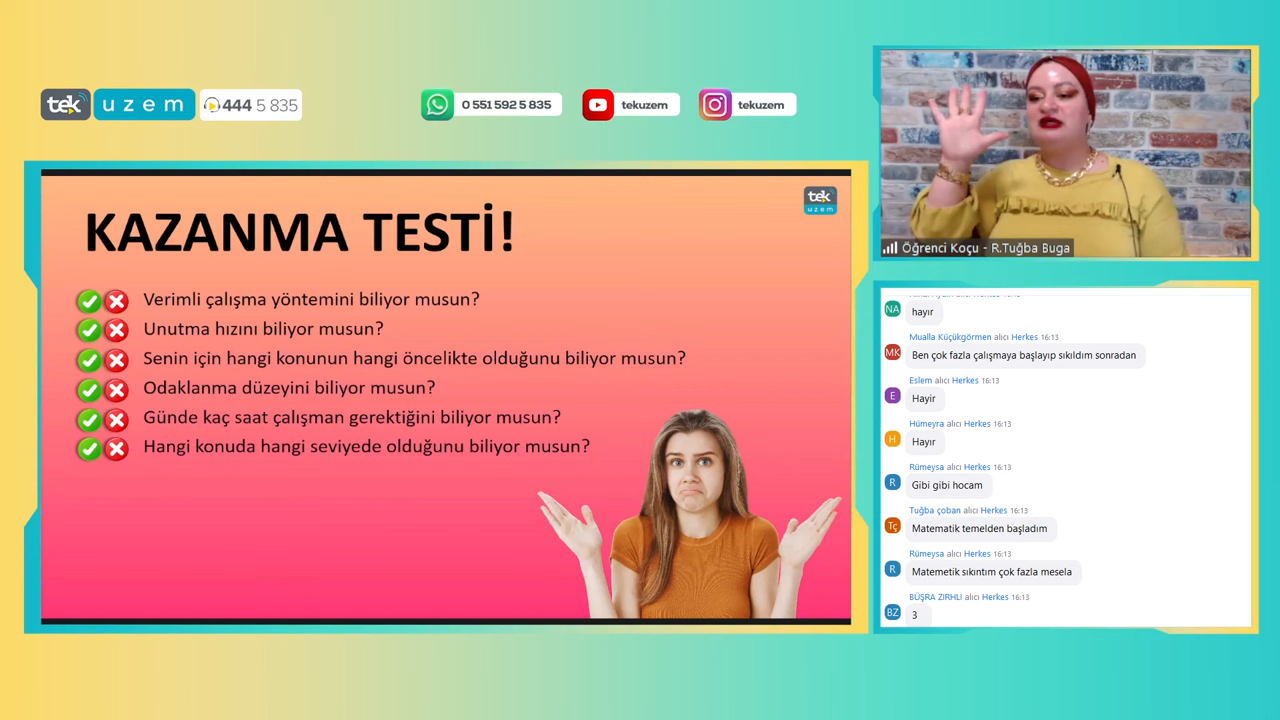 tek uzem 444 5 835
0 551 592 5 835
tekuzem
tekuzem
tek
uzem
KAZANMA TESTİ!
Verimli çalışma yöntemini biliyor musun?
Unutma hızını biliyor musun?
Senin için hangi konunun hangi öncelikte olduğunu biliyor musun?
Odaklanma düzeyini biliyor musun?
Günde kaç saat çalışman gerektiğini biliyor musun?
Hangi konuda hangi seviyede olduğunu biliyor musun?
Öğrenci Koçu - R.Tuğba Buga
NA
hayır
Mualla Küçükgörmen alıcı Herkes 16:13
MK
Ben çok fazla çalışmaya başlayıp sıkıldım sonradan
Eslem alıcı Herkes 16:13
E
Hayir
Hümeyra alıcı Herkes 16:13
H
Hayır
Rümeysa alıcı Herkes 16:13
R
Gibi gibi hocam
Tuğba çoban alıcı Herkes 16:13
Tç
Matematik temelden başladım
Rümeysa alıcı Herkes 16:13
R
Matemetik sıkıntım çok fazla mesela
BÜŞRA ZIRHLI alıcı Herkes 16:13
BZ
3